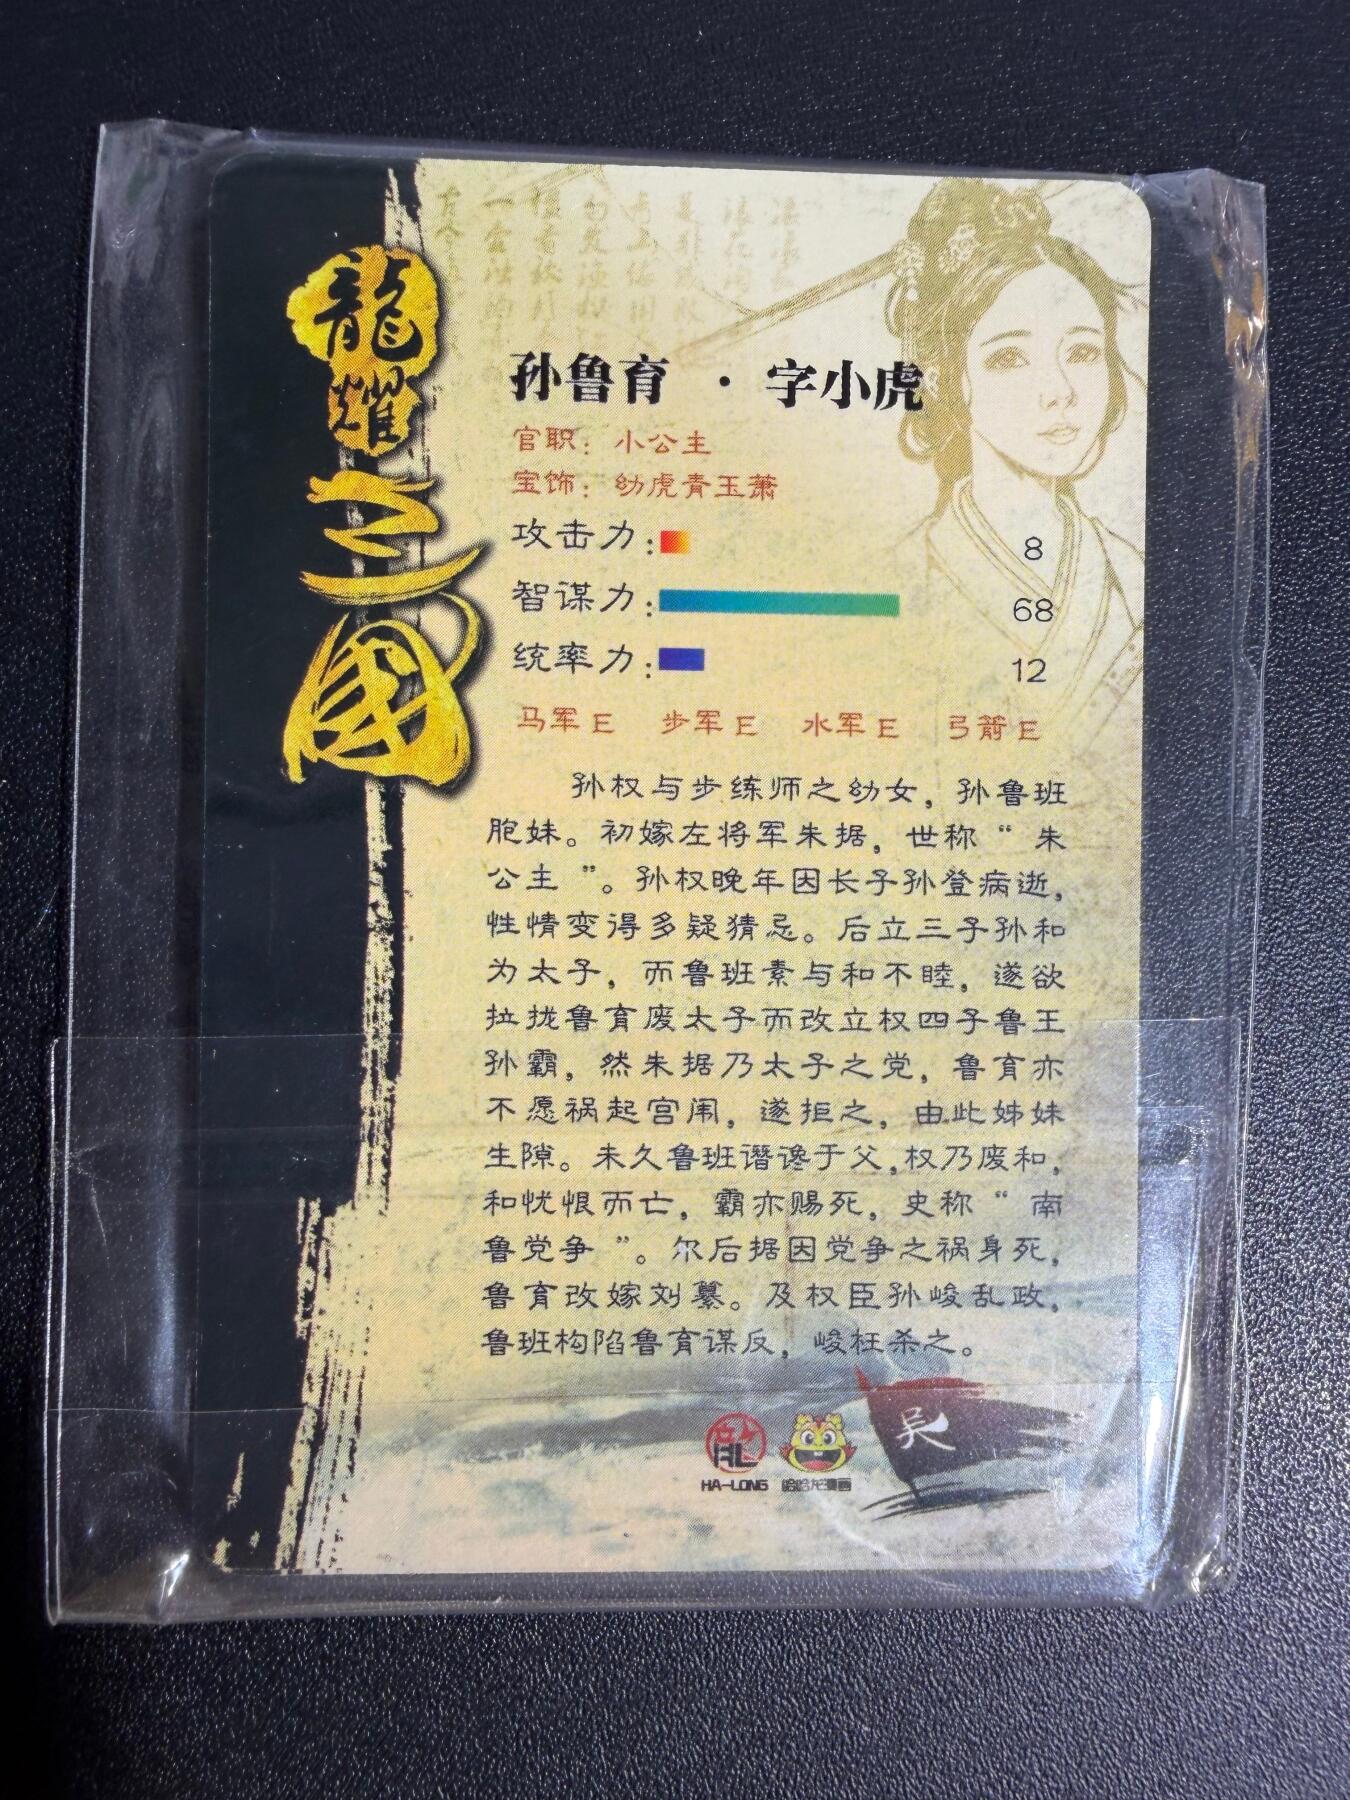 龍耀三國
孙鲁育 · 字小虎
官职：小公主
宝饰：幼虎青玉萧
攻击力：8
智谋力：68
统率力：12
马军E 步军E 水军E 弓箭E
孙权与步练师之幼女，孙鲁班
胞妹。初嫁左将军朱据，世称“朱
公主”。孙权晚年因长子孙登病逝，
性情变得多疑猜忌。后立三子孙和
为太子，而鲁班素与和不睦，遂欲
拉拢鲁育废太子而改立权四子鲁王
孙霸，然朱据乃太子之党，鲁育亦
不愿祸起宫闱，遂拒之，由此姊妹
生隙。未久鲁班谮谗于父，权乃废和，
和忧恨而亡，霸亦赐死，史称“南
鲁党争”。尔后据因党争之祸身死，
鲁育改嫁刘纂。及权臣孙峻乱政，
鲁班构陷鲁育谋反，峻枉杀之。
吴
HA-LONG 哈哈龙漫画